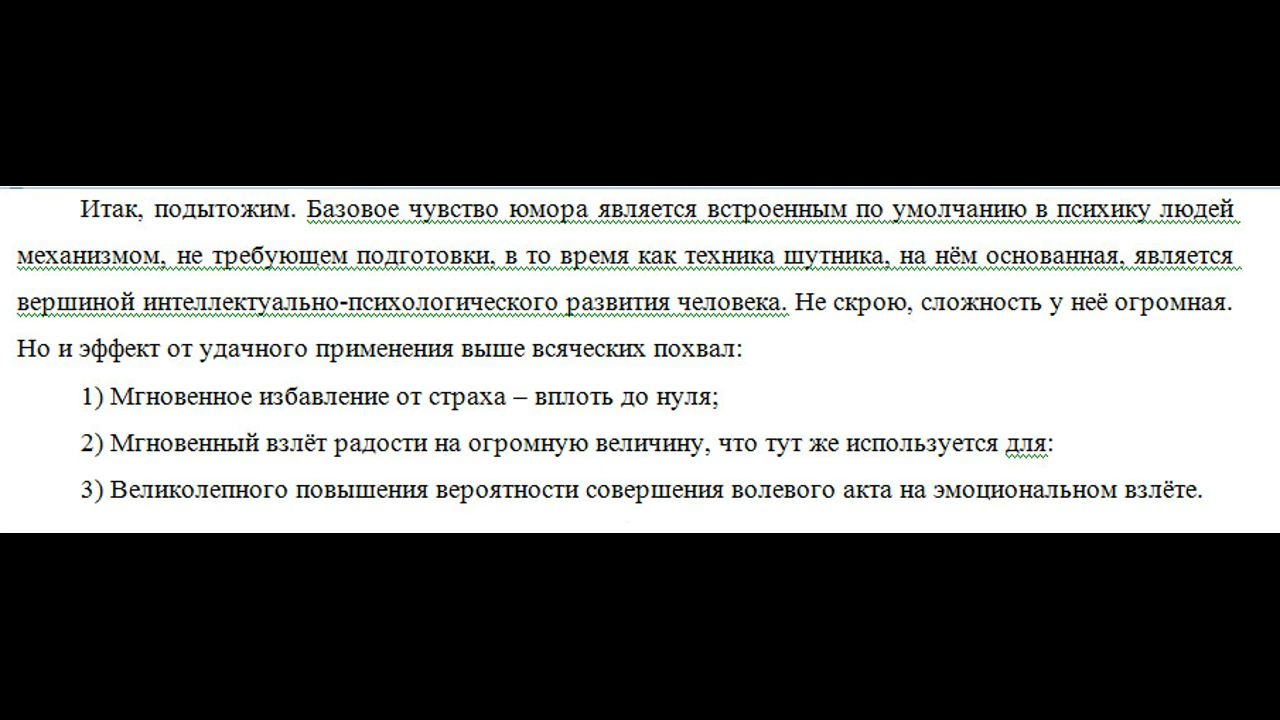 Итак, подытожим. Базовое чувство юмора является встроенным по умолчанию в психику людей
механизмом, не требующем подготовки, в то время как техника шутника, на нём основанная, является
вершиной интеллектуально-психологического развития человека. Не скрою, сложность у неё огромная.
Но и эффект от удачного применения выше всяческих похвал:
1) Мгновенное избавление от страха – вплоть до нуля;
2) Мгновенный взлёт радости на огромную величину, что тут же используется для:
3) Великолепного повышения вероятности совершения волевого акта на эмоциональном взлёте.